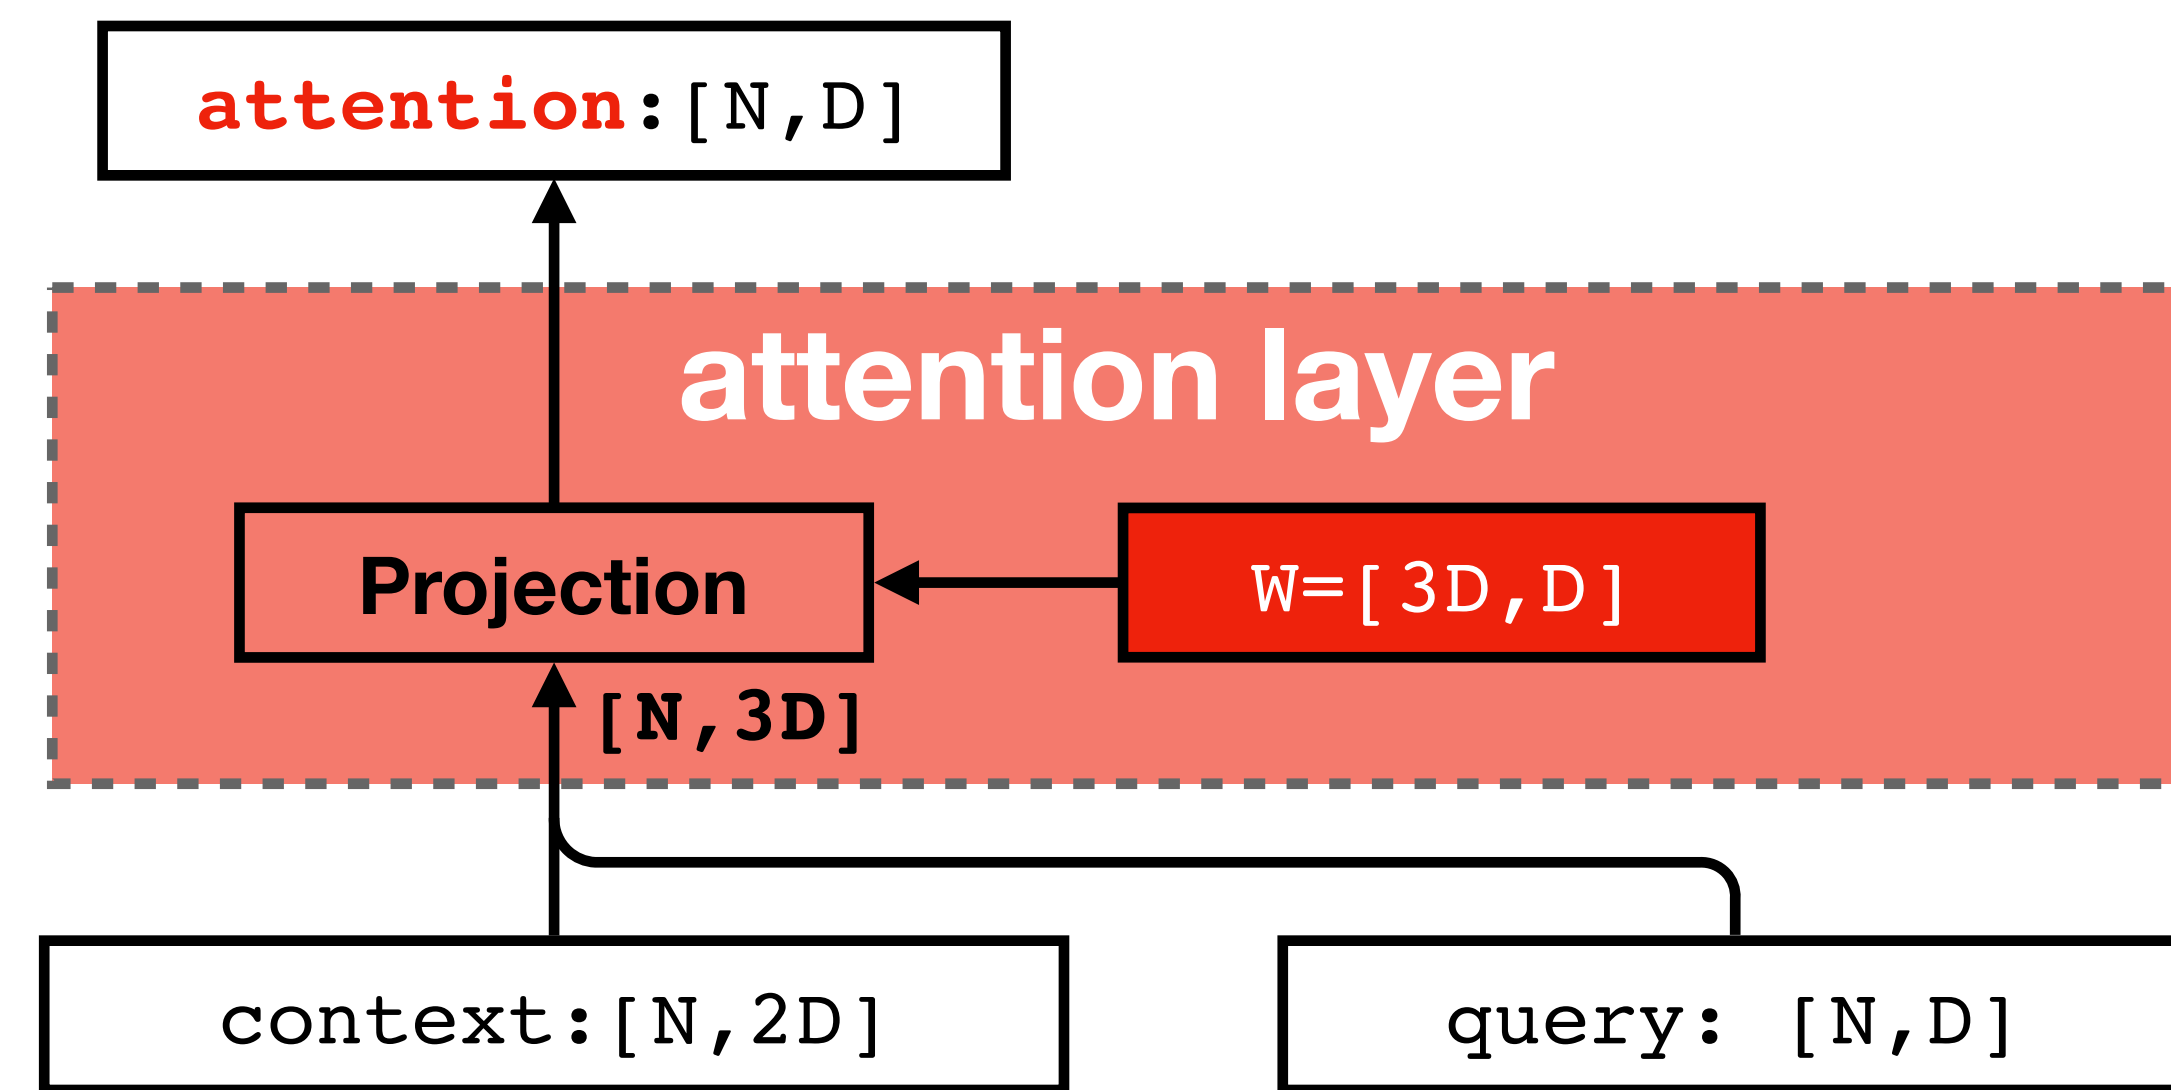 attention:[N,D]
attention layer
Projection
W=[3D,D]
[N,3D]
context:[N,2D]
query: [N,D]